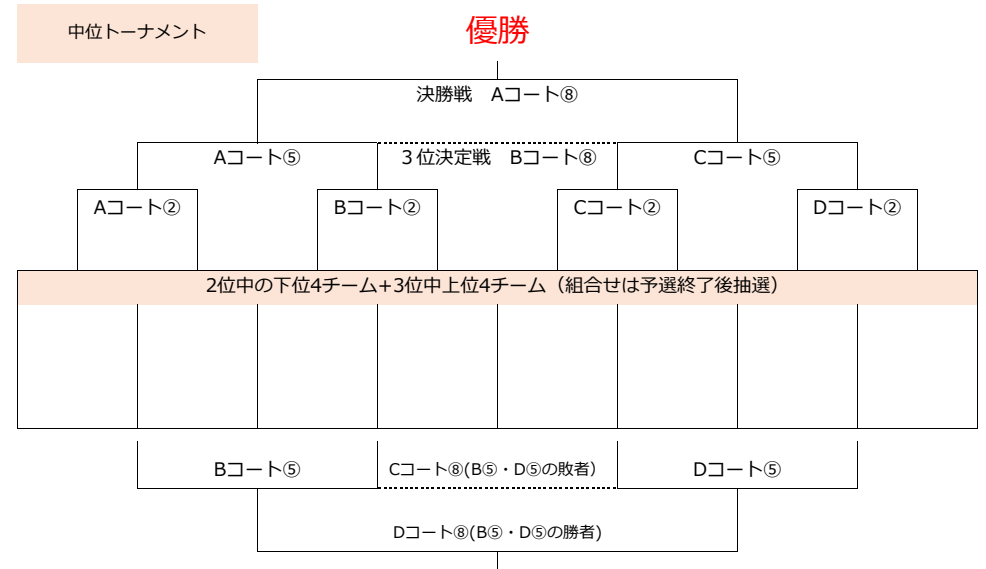 中位トーナメント
優勝
決勝戦　Aコート⑧
Aコート⑤
３位決定戦　Bコート⑧
Cコート⑤
Aコート②
Bコート②
Cコート②
Dコート②
2位中の下位4チーム+3位中上位4チーム（組合せは予選終了後抽選）
Bコート⑤
Cコート⑧(B⑤・D⑤の敗者）
Dコート⑤
Dコート⑧(B⑤・D⑤の勝者)